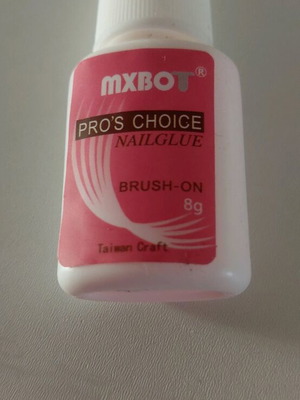 MXBOT®
PRO'S CHOICE
NAILGLUE
BRUSH-ON
8g
Taiwan Craft